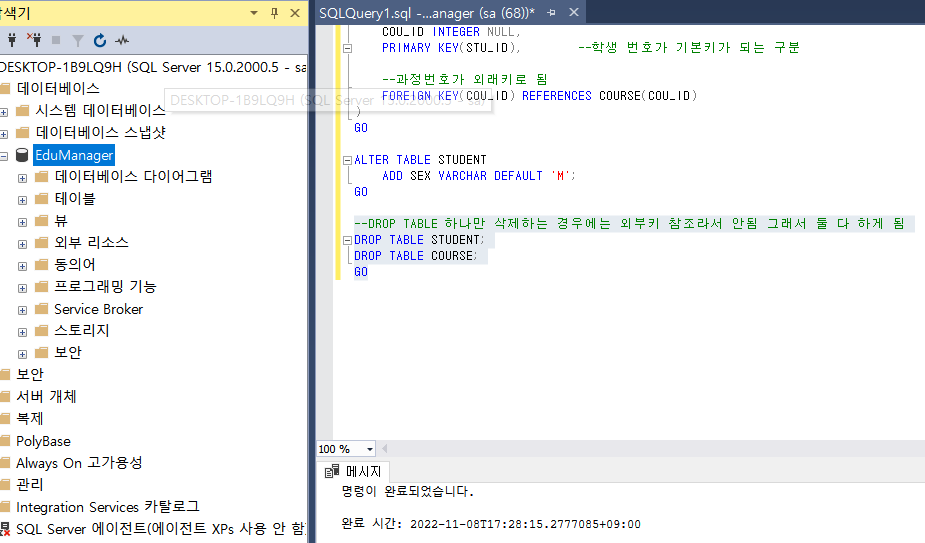 색기
DESKTOP-1B9LQ9H (SQL Server 15.0.2000.5 - sa
데이터베이스
시스템 데이터베이스
데이터베이스 스냅샷
EduManager
데이터베이스 다이어그램
테이블
뷰
외부 리소스
동의어
프로그래밍 기능
Service Broker
스토리지
보안
보안
서버 개체
복제
PolyBase
Always On 고가용성
관리
Integration Services 카탈로그
SQL Server 에이전트(에이전트 XPs 사용 안 함
DESKTOP-1B9LQ9H (SQL Server 15.0.2000.5 - sa)
SQLQuery1.sql -...anager (sa (68))*
COU_ID INTEGER NULL,
PRIMARY KEY(STU_ID), --학생 번호가 기본키가 되는 구분
--과정번호가 외래키로 됨
FOREIGN KEY(COU_ID) REFERENCES COURSE(COU_ID)
)
GO
ALTER TABLE STUDENT
ADD SEX VARCHAR DEFAULT 'M';
GO
--DROP TABLE 하나만 삭제하는 경우에는 외부키 참조라서 안됨 그래서 둘 다 하게 됨
DROP TABLE STUDENT;
DROP TABLE COURSE;
GO
100 %
메시지
명령이 완료되었습니다.
완료 시간: 2022-11-08T17:28:15.2777085+09:00